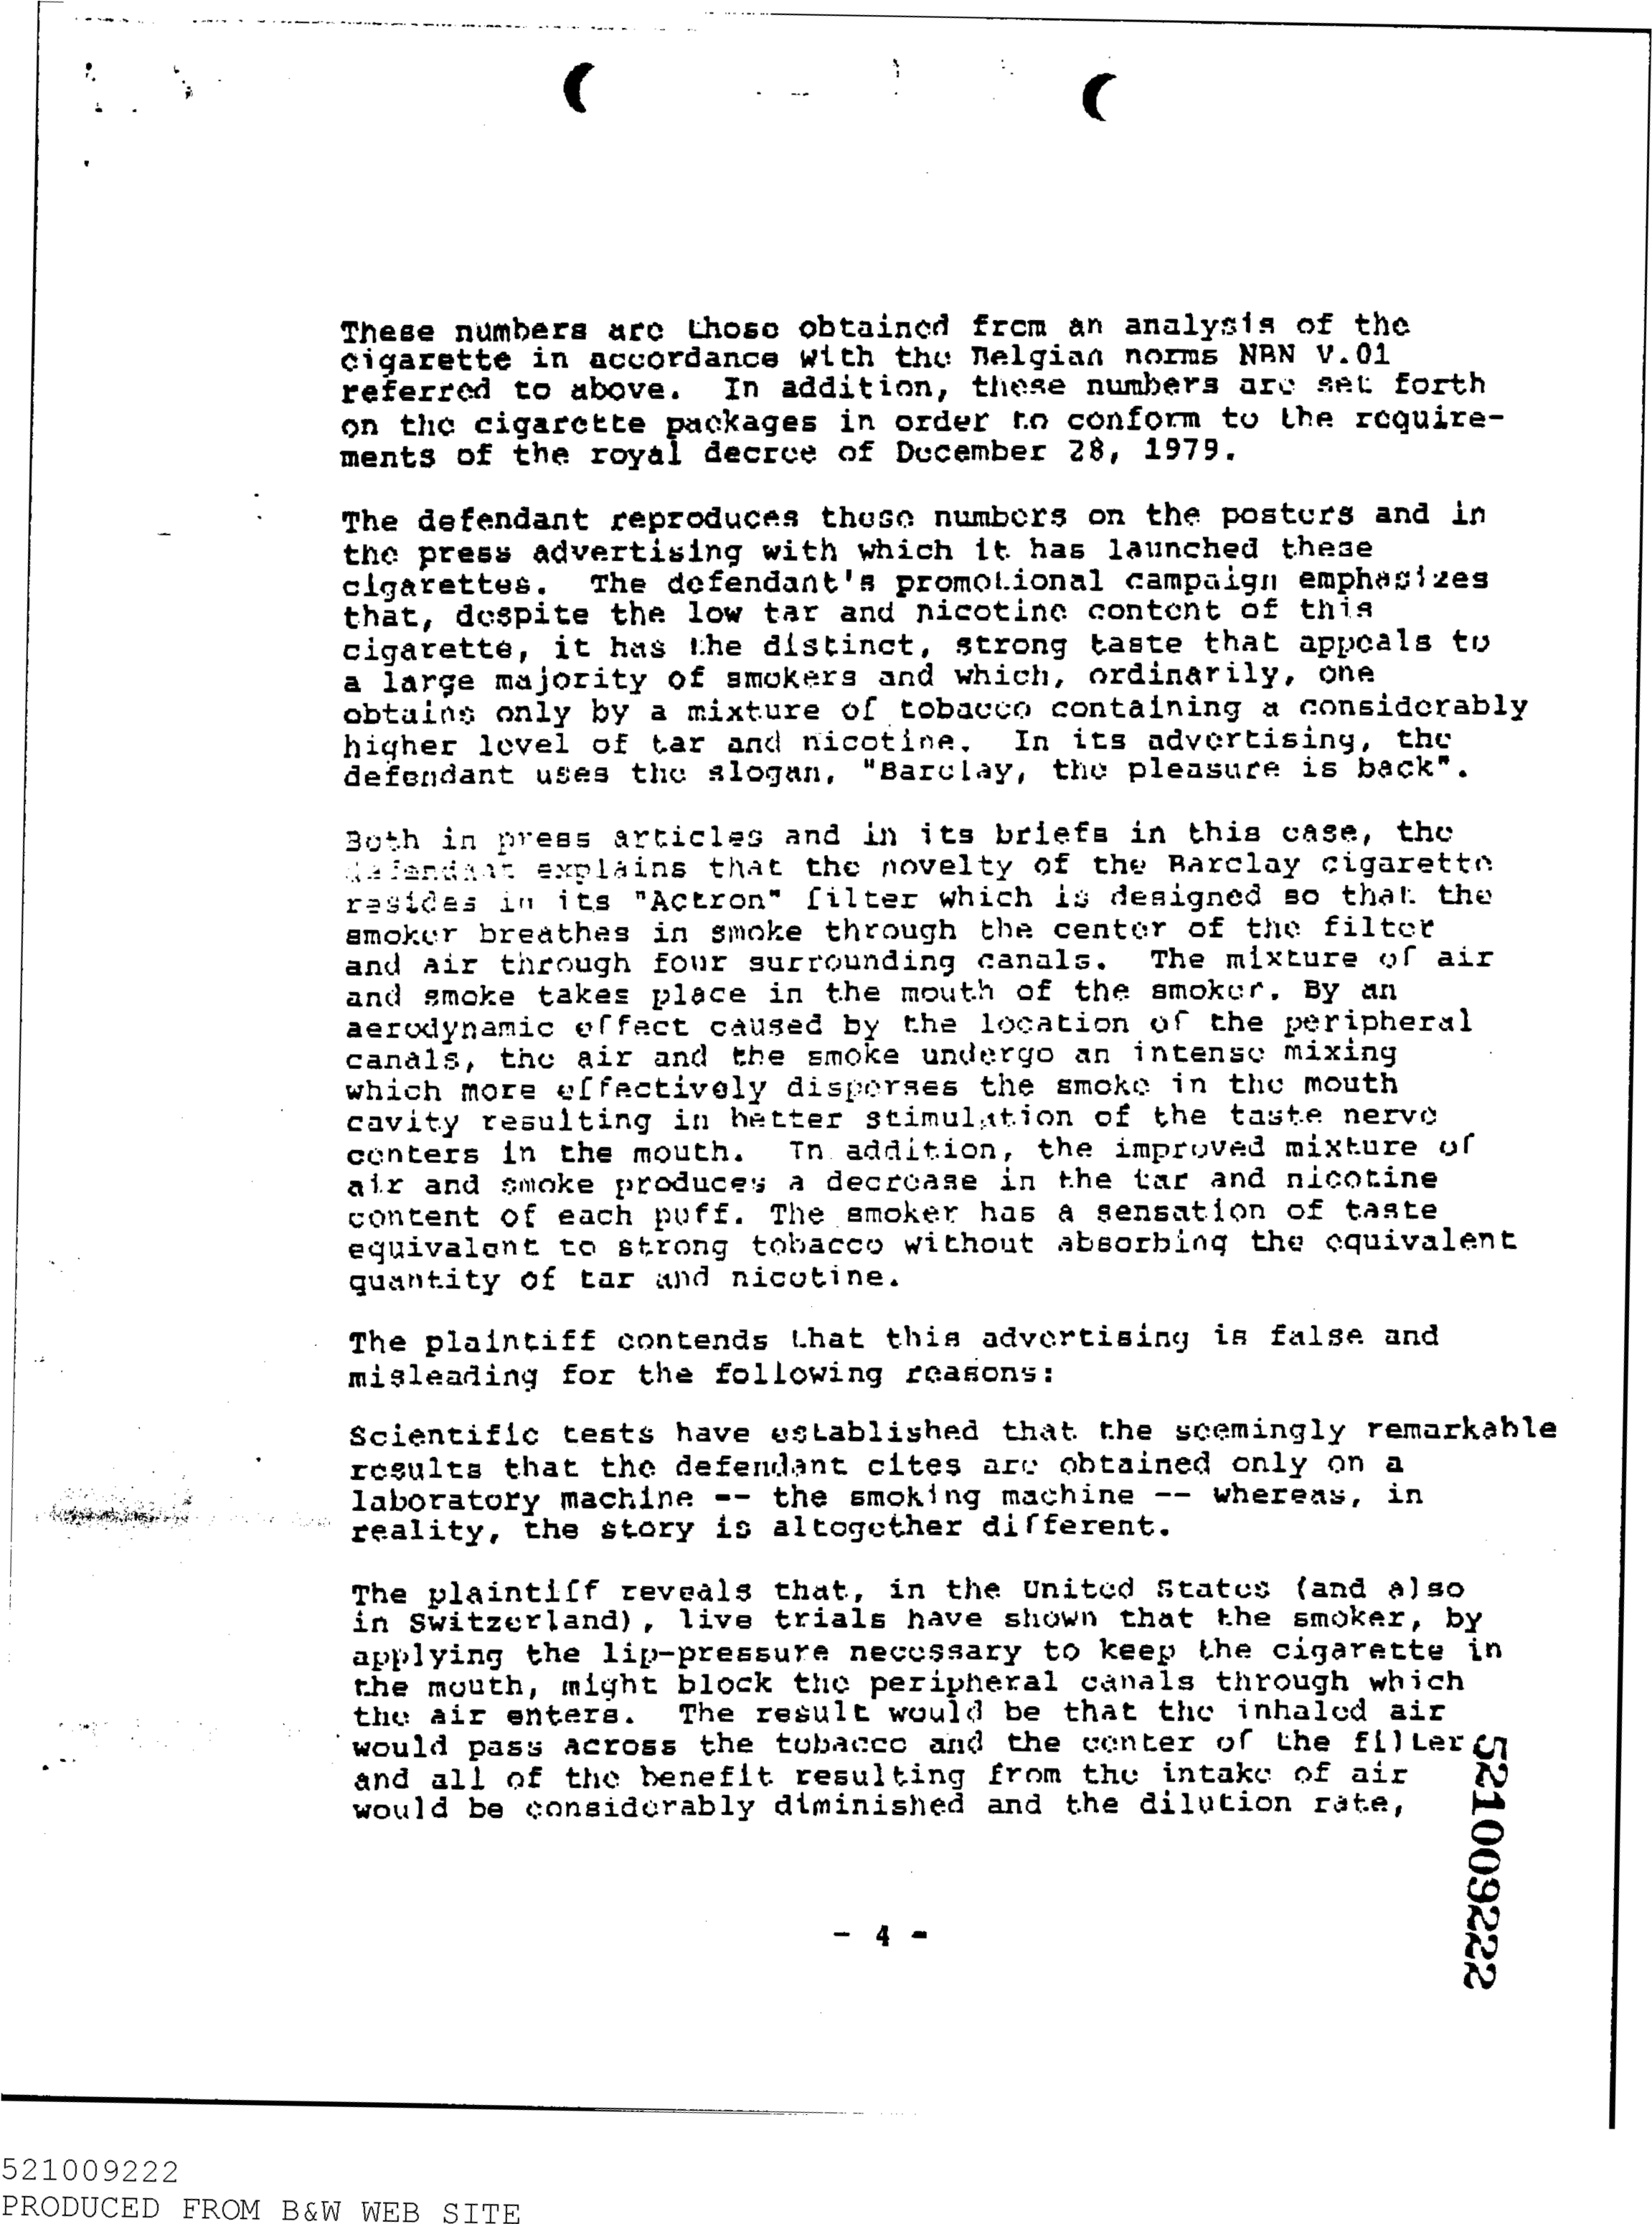 These numbers are those obtained from an analysis of the
cigarette in accordance with the Belgian norms NBN V.01
referred to above. In addition, these numbers are set forth
on the cigarette packages in order to conform to the require-
ments of the royal decree of December 28, 1979.
The defendant reproduces these numbers on the posters and in
the press advertising with which it has launched these
cigarettes. The defendant's promotional campaign emphasizes
that, despite the low tar and nicotine content of this
cigarette, it has the distinct, strong taste that appeals to
a large majority of smokers and which, ordinarily, one
obtains only by a mixture of tobacco containing a considerably
higher level of tar and nicotine. In its advertising, the
defendant uses the slogan, "Barclay, the pleasure is back".
Both in press articles and in its briefs in this case, the
defendant explains that the novelty of the Barclay cigarette
resides in its "Actron" filter which is designed so that the
smoker breathes in smoke through the center of the filter
and air through four surrounding canals. The mixture of air
and smoke takes place in the mouth of the smoker. By an
aerodynamic effect caused by the location of the peripheral
canals, the air and the smoke undergo an intense mixing
which more effectively disperses the smoke in the mouth
cavity resulting in better stimulation of the taste nerve
centers in the mouth. In addition, the improved mixture of
air and smoke produces a decrease in the tar and nicotine
content of each puff. The smoker has a sensation of taste
equivalent to strong tobacco without absorbing the equivalent
quantity of tar and nicotine.
The plaintiff contends that this advertising is false and
misleading for the following reasons:
Scientific tests have established that the seemingly remarkable
results that the defendant cites are obtained only on a
laboratory machine -- the smoking machine -- whereas, in
reality, the story is altogether different.
The plaintiff reveals that, in the United States (and also
in Switzerland), live trials have shown that the smoker, by
applying the lip-pressure necessary to keep the cigarette in
the mouth, might block the peripheral canals through which
the air enters. The result would be that the inhaled air
would pass across the tobacco and the center of the filter
and all of the benefit resulting from the intake of air
would be considerably diminished and the dilution rate,
- 4 -
521009222
521009222
PRODUCED FROM B&W WEB SITE